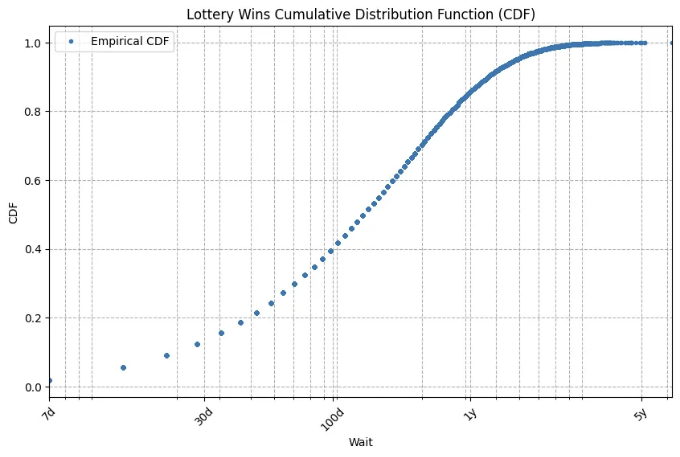 Lottery Wins Cumulative Distribution Function (CDF)
Empirical CDF
1.0
0.8
0.6
0.4
0.2
0.0
CDF
7d
30d
100d
1y
5y
Wait